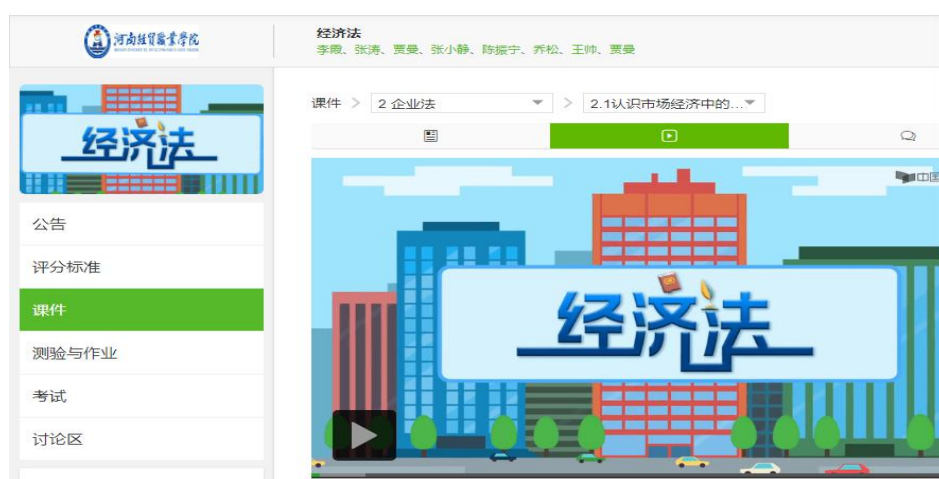 河南经贸职业学院
经济法
李霞、张涛、贾曼、张小静、陈振宁、乔松、王帅、贾曼
课件 > 2 企业法 > 2.1认识市场经济中的...
经济法
公告
评分标准
课件
测验与作业
考试
讨论区
中国
经济法